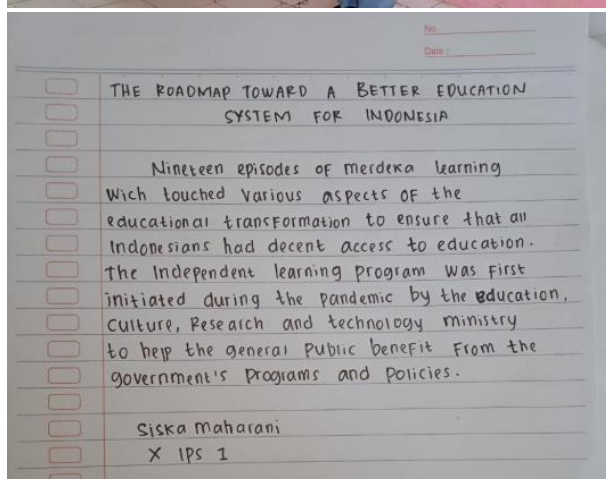 No.
Date :
THE ROADMAP TOWARD A BETTER EDUCATION
SYSTEM FOR INDONESIA
Nineteen episodes of merdeka learning
Wich touched various aspects of the
educational transformation to ensure that all
Indonesians had decent access to education.
The Independent learning program was first
initiated during the pandemic by the education,
culture, Research and technology ministry
to help the general public benefit from the
government's programs and policies.
Siska maharani
X IPS 1